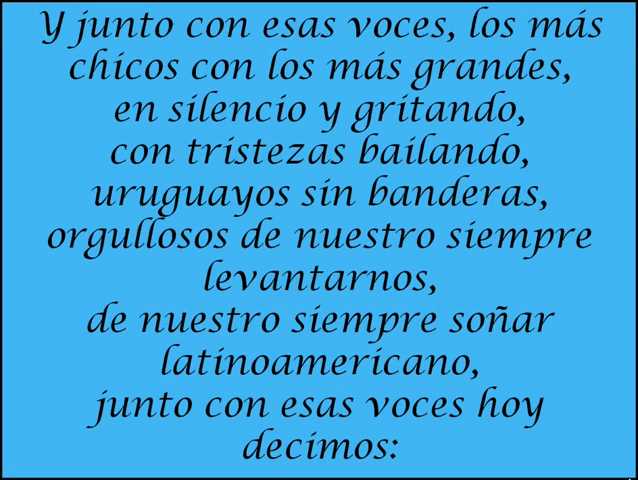 Y junto con esas voces, los más
chicos con los más grandes,
en silencio y gritando,
con tristezas bailando,
uruguayos sin banderas,
orgullosos de nuestro siempre
levantarnos,
de nuestro siempre soñar
latinoamericano,
junto con esas voces hoy
decimos: